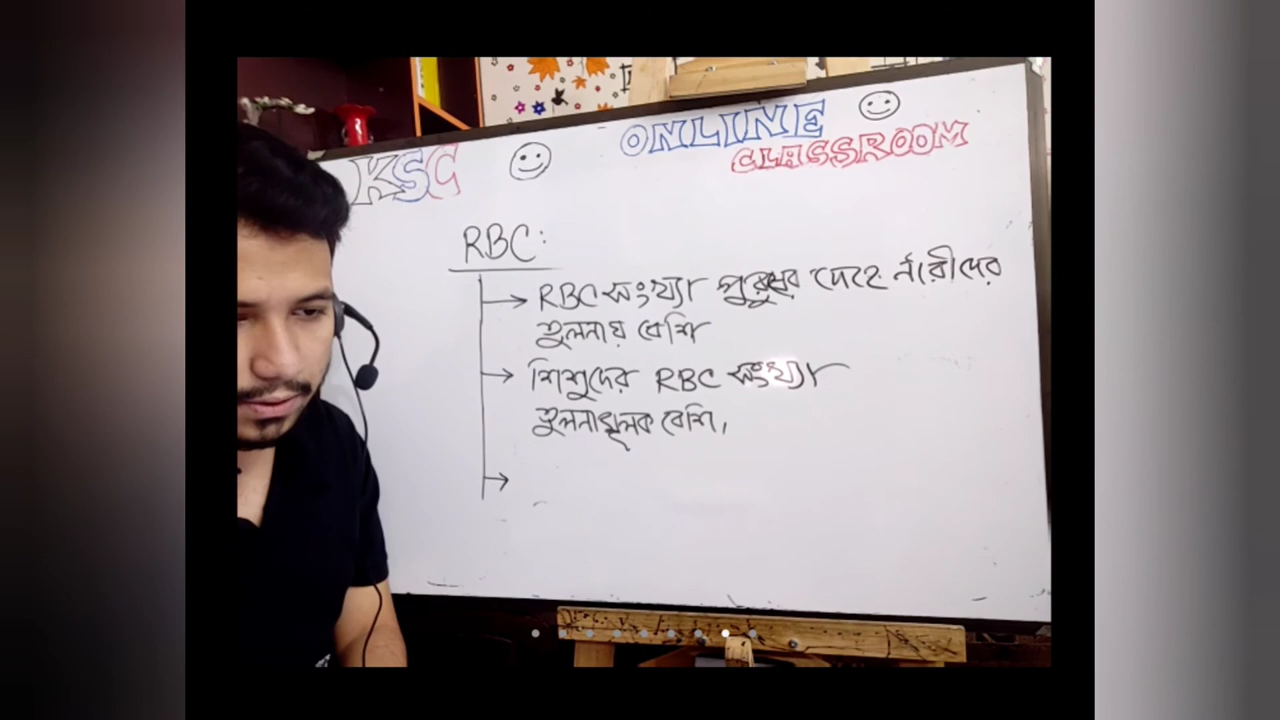 KSC
ONLINE
CLASSROOM
RBC:
→ RBC সংখ্যা পুরুষের দেহে নারীদের
তুলনায় বেশি
→ শিশুদের RBC সংখ্যা
তুলনামূলক বেশি,
→